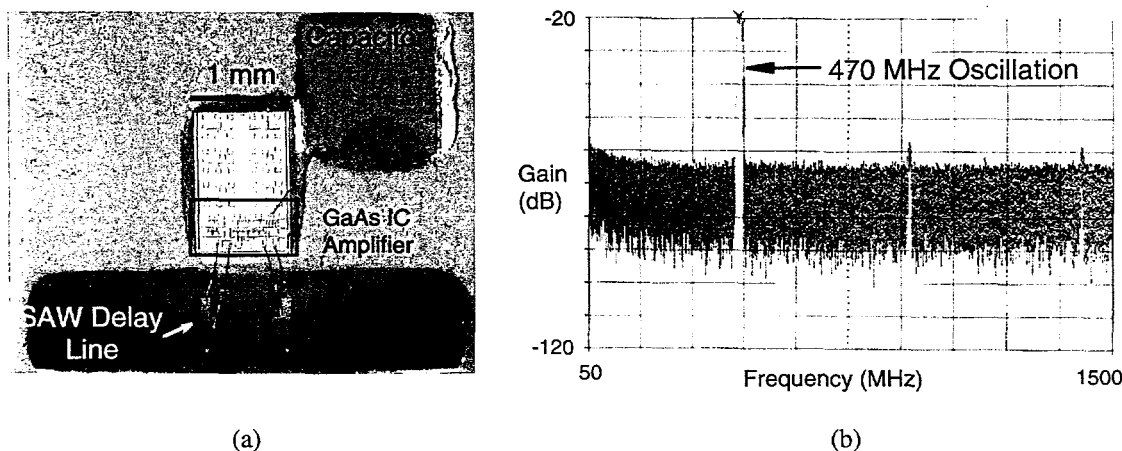 Capacitor
1 mm
GaAs IC
Amplifier
SAW Delay
Line
(a)
-20
470 MHz Oscillation
Gain
(dB)
-120
50
Frequency (MHz)
1500
(b)